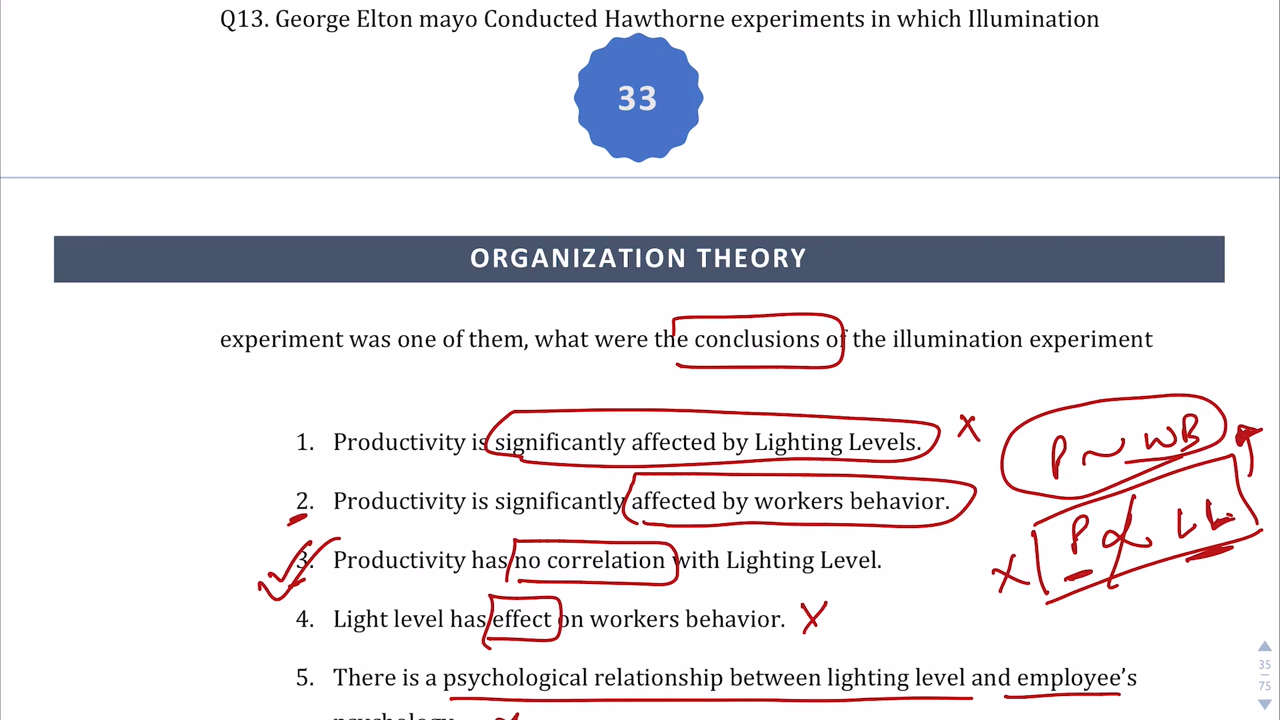 Q13. George Elton mayo Conducted Hawthorne experiments in which Illumination
33
ORGANIZATION THEORY
experiment was one of them, what were the conclusions of the illumination experiment
1. Productivity is significantly affected by Lighting Levels. X
P ~ WB
2. Productivity is significantly affected by workers behavior.
X P ∝ LL
3. Productivity has no correlation with Lighting Level.
4. Light level has effect on workers behavior. X
5. There is a psychological relationship between lighting level and employee's
psychology.
35
75